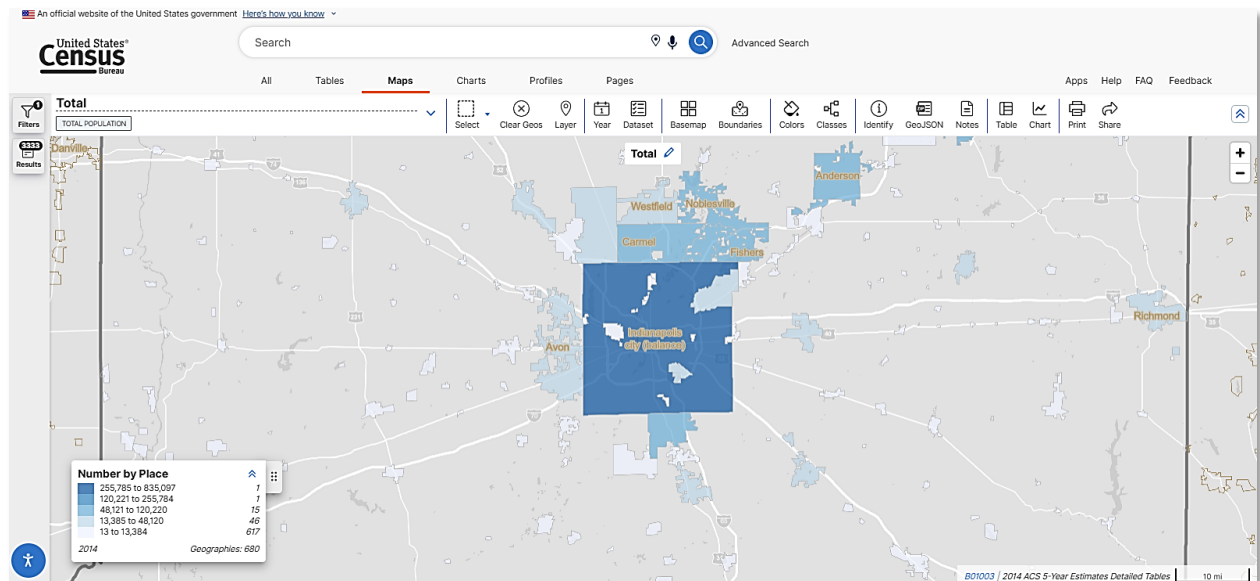 An official website of the United States government Here's how you know
United States®
Census
Bureau
Search
Advanced Search
All Tables Maps Charts Profiles Pages
Apps Help FAQ Feedback
1
Filters
Total
TOTAL POPULATION
Select Clear Geos Layer Year Dataset Basemap Boundaries Colors Classes Identify GeoJSON Notes Table Chart Print Share
3333
Results
Total
+
−
Danville
Anderson
Westfield
Noblesville
Carmel
Fishers
Indianapolis
city (balance)
Avon
Richmond
Number by Place
255,785 to 835,097 1
120,221 to 255,784 1
48,121 to 120,220 15
13,385 to 48,120 46
13 to 13,384 617
2014 Geographies: 680
B01003 | 2014 ACS 5-Year Estimates Detailed Tables
10 mi